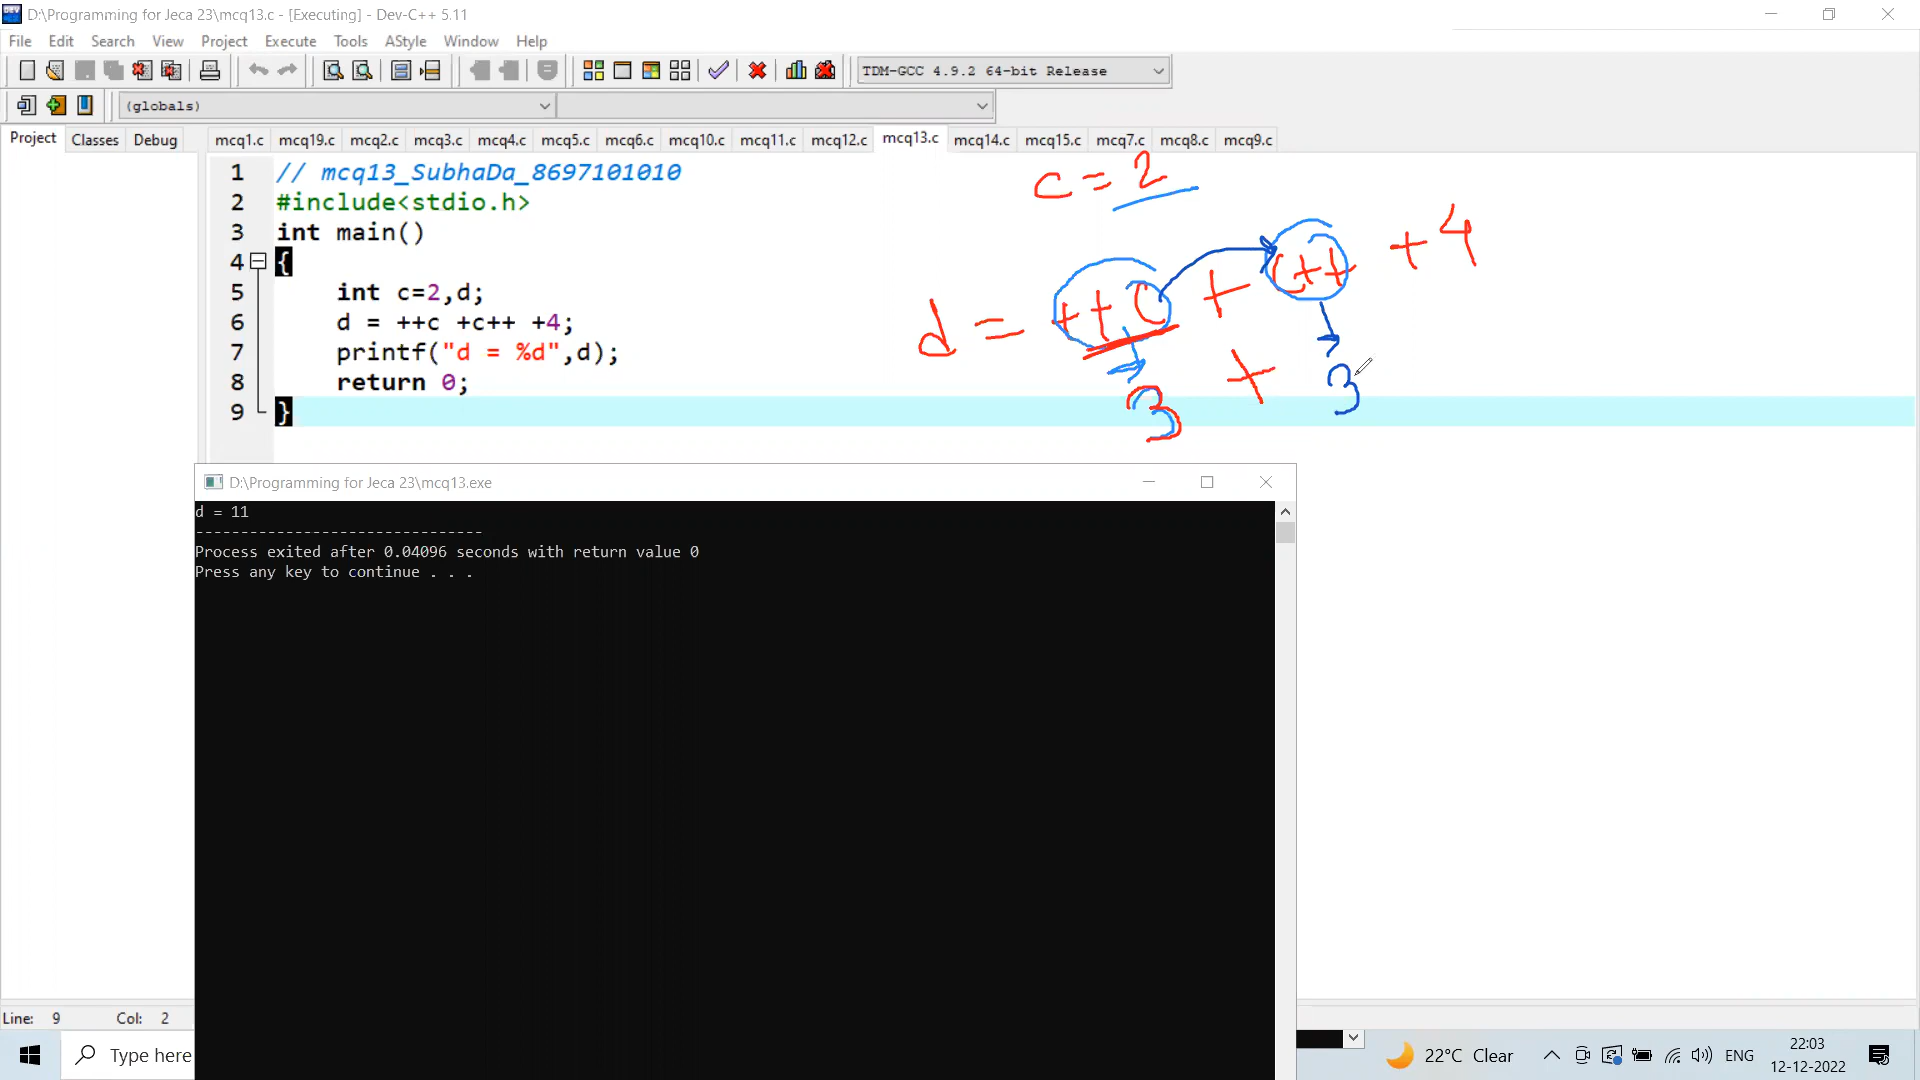 D:\Programming for Jeca 23\mcq13.c - [Executing] - Dev-C++ 5.11
File Edit Search View Project Execute Tools AStyle Window Help
TDM-GCC 4.9.2 64-bit Release
(globals)
Project Classes Debug mcq1.c mcq19.c mcq2.c mcq3.c mcq4.c mcq5.c mcq6.c mcq10.c mcq11.c mcq12.c mcq13.c mcq14.c mcq15.c mcq7.c mcq8.c mcq9.c
1 // mcq13_SubhaDa_8697101010
2 #include<stdio.h>
3 int main()
4 {
5 int c=2,d;
6 d = ++c +c++ +4;
7 printf("d = %d",d);
8 return 0;
9 }
c = 2
d = ++c + c++ + 4
3 + 3
D:\Programming for Jeca 23\mcq13.exe
d = 11
--------------------------------
Process exited after 0.04096 seconds with return value 0
Press any key to continue . . .
Line: 9 Col: 2
Type here
22°C Clear
ENG
22:03
12-12-2022